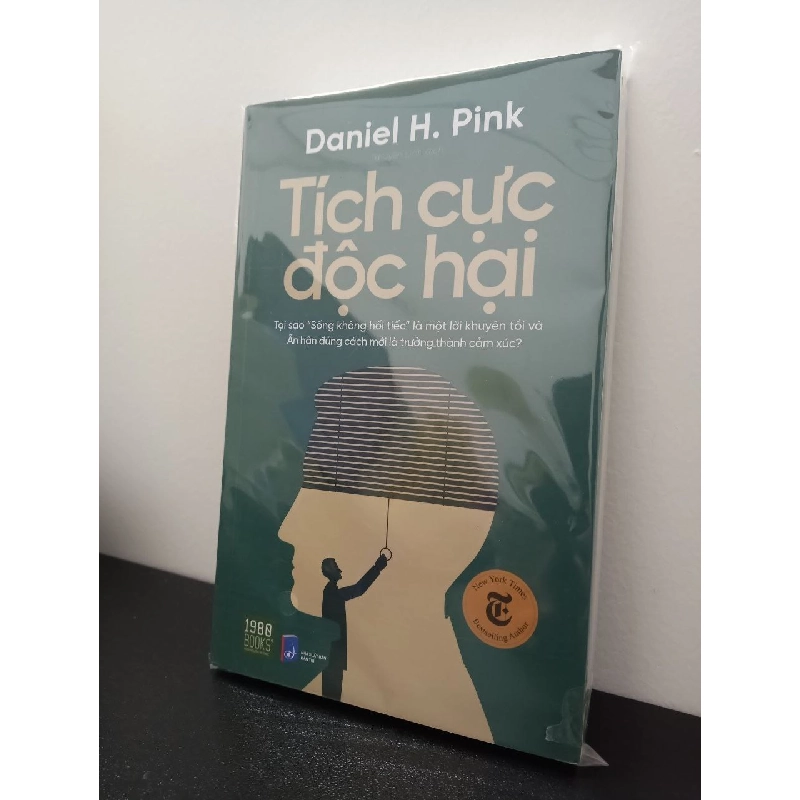 Daniel H. Pink
Tích cực
độc hại
Tại sao "Sống không hối tiếc" là một lời khuyên tồi và
Ân hận đúng cách mới là trưởng thành cảm xúc?
New York Times
T
Bestselling Author
1980
BOOKS